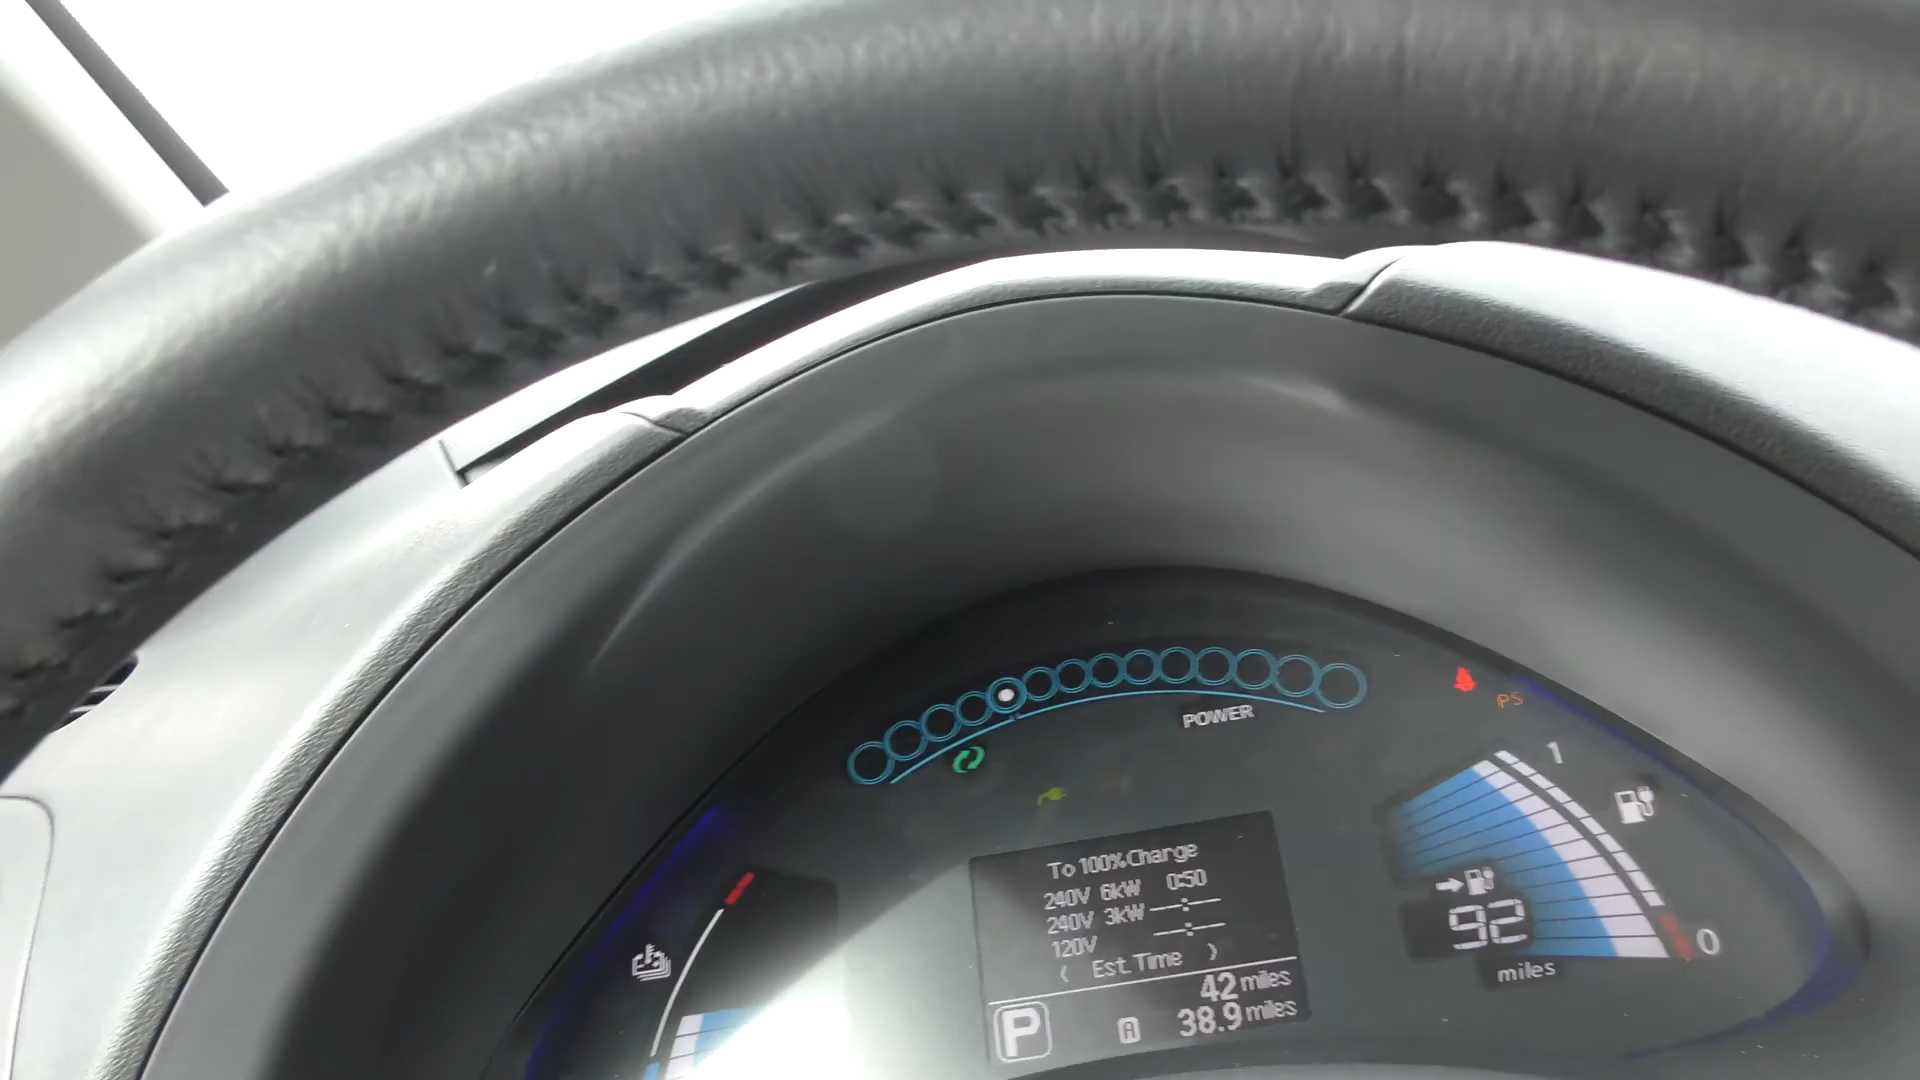 POWER
PS
1
To 100% Charge
240V 6kW 0:50
240V 3kW --:--
120V --:--
< Est. Time >
92
0
miles
42 miles
P A 38.9 miles